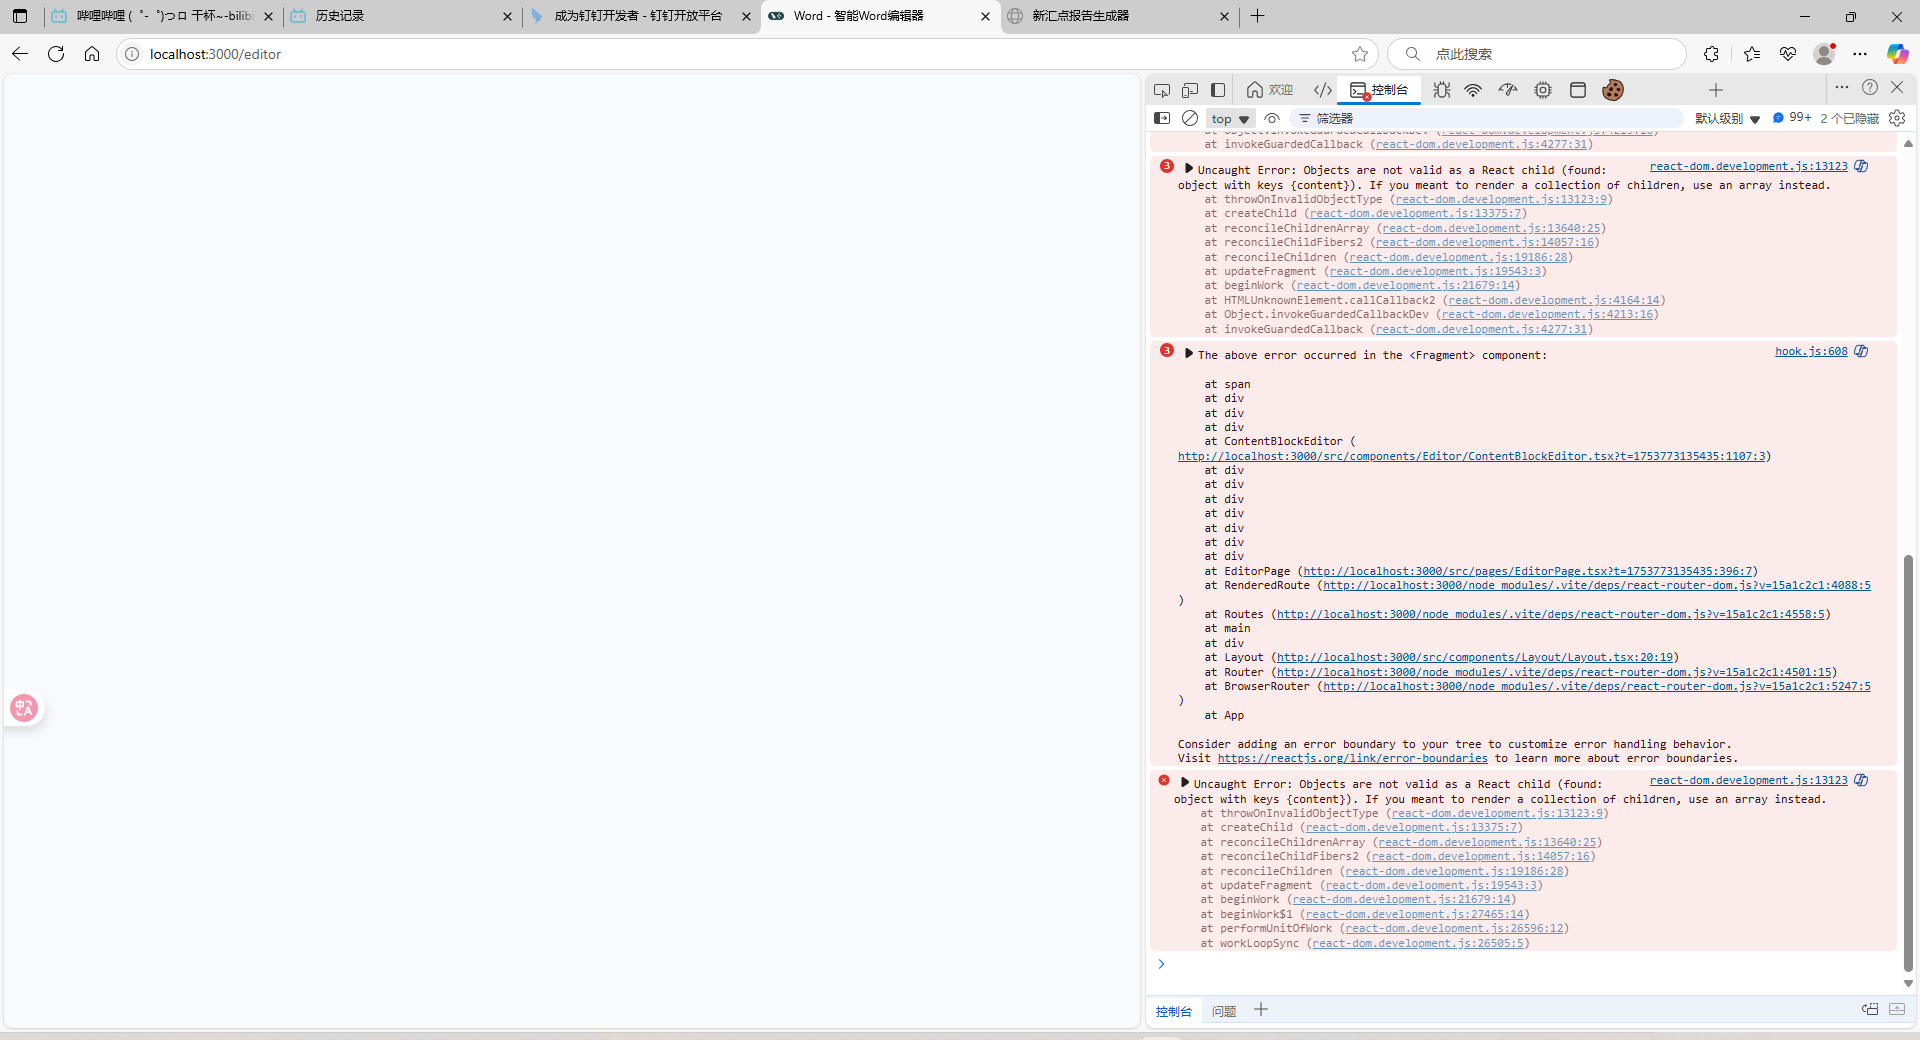 哔哩哔哩 (゜-゜)つロ 干杯~-bilibi
历史记录
成为钉钉开发者 - 钉钉开放平台
Word - 智能Word编辑器
新汇点报告生成器
localhost:3000/editor
点此搜索
欢迎
控制台
top
筛选器
默认级别
99+
2 个已隐藏
at Object.invokeGuardedCallbackDev (react-dom.development.js:4213:16)
at invokeGuardedCallback (react-dom.development.js:4277:31)
3
Uncaught Error: Objects are not valid as a React child (found: react-dom.development.js:13123
object with keys {content}). If you meant to render a collection of children, use an array instead.
at throwOnInvalidObjectType (react-dom.development.js:13123:9)
at createChild (react-dom.development.js:13375:7)
at reconcileChildrenArray (react-dom.development.js:13640:25)
at reconcileChildFibers2 (react-dom.development.js:14057:16)
at reconcileChildren (react-dom.development.js:19186:28)
at updateFragment (react-dom.development.js:19543:3)
at beginWork (react-dom.development.js:21679:14)
at HTMLUnknownElement.callCallback2 (react-dom.development.js:4164:14)
at Object.invokeGuardedCallbackDev (react-dom.development.js:4213:16)
at invokeGuardedCallback (react-dom.development.js:4277:31)
3
The above error occurred in the <Fragment> component: hook.js:608
at span
at div
at div
at div
at ContentBlockEditor (
http://localhost:3000/src/components/Editor/ContentBlockEditor.tsx?t=1753773135435:1107:3)
at div
at div
at div
at div
at div
at div
at div
at EditorPage (http://localhost:3000/src/pages/EditorPage.tsx?t=1753773135435:396:7)
at RenderedRoute (http://localhost:3000/node_modules/.vite/deps/react-router-dom.js?v=15a1c2c1:4088:5
)
at Routes (http://localhost:3000/node_modules/.vite/deps/react-router-dom.js?v=15a1c2c1:4558:5)
at main
at div
at Layout (http://localhost:3000/src/components/Layout/Layout.tsx:20:19)
at Router (http://localhost:3000/node_modules/.vite/deps/react-router-dom.js?v=15a1c2c1:4501:15)
at BrowserRouter (http://localhost:3000/node_modules/.vite/deps/react-router-dom.js?v=15a1c2c1:5247:5
)
at App
Consider adding an error boundary to your tree to customize error handling behavior.
Visit https://reactjs.org/link/error-boundaries to learn more about error boundaries.
Uncaught Error: Objects are not valid as a React child (found: react-dom.development.js:13123
object with keys {content}). If you meant to render a collection of children, use an array instead.
at throwOnInvalidObjectType (react-dom.development.js:13123:9)
at createChild (react-dom.development.js:13375:7)
at reconcileChildrenArray (react-dom.development.js:13640:25)
at reconcileChildFibers2 (react-dom.development.js:14057:16)
at reconcileChildren (react-dom.development.js:19186:28)
at updateFragment (react-dom.development.js:19543:3)
at beginWork (react-dom.development.js:21679:14)
at beginWork$1 (react-dom.development.js:27465:14)
at performUnitOfWork (react-dom.development.js:26596:12)
at workLoopSync (react-dom.development.js:26505:5)
控制台
问题